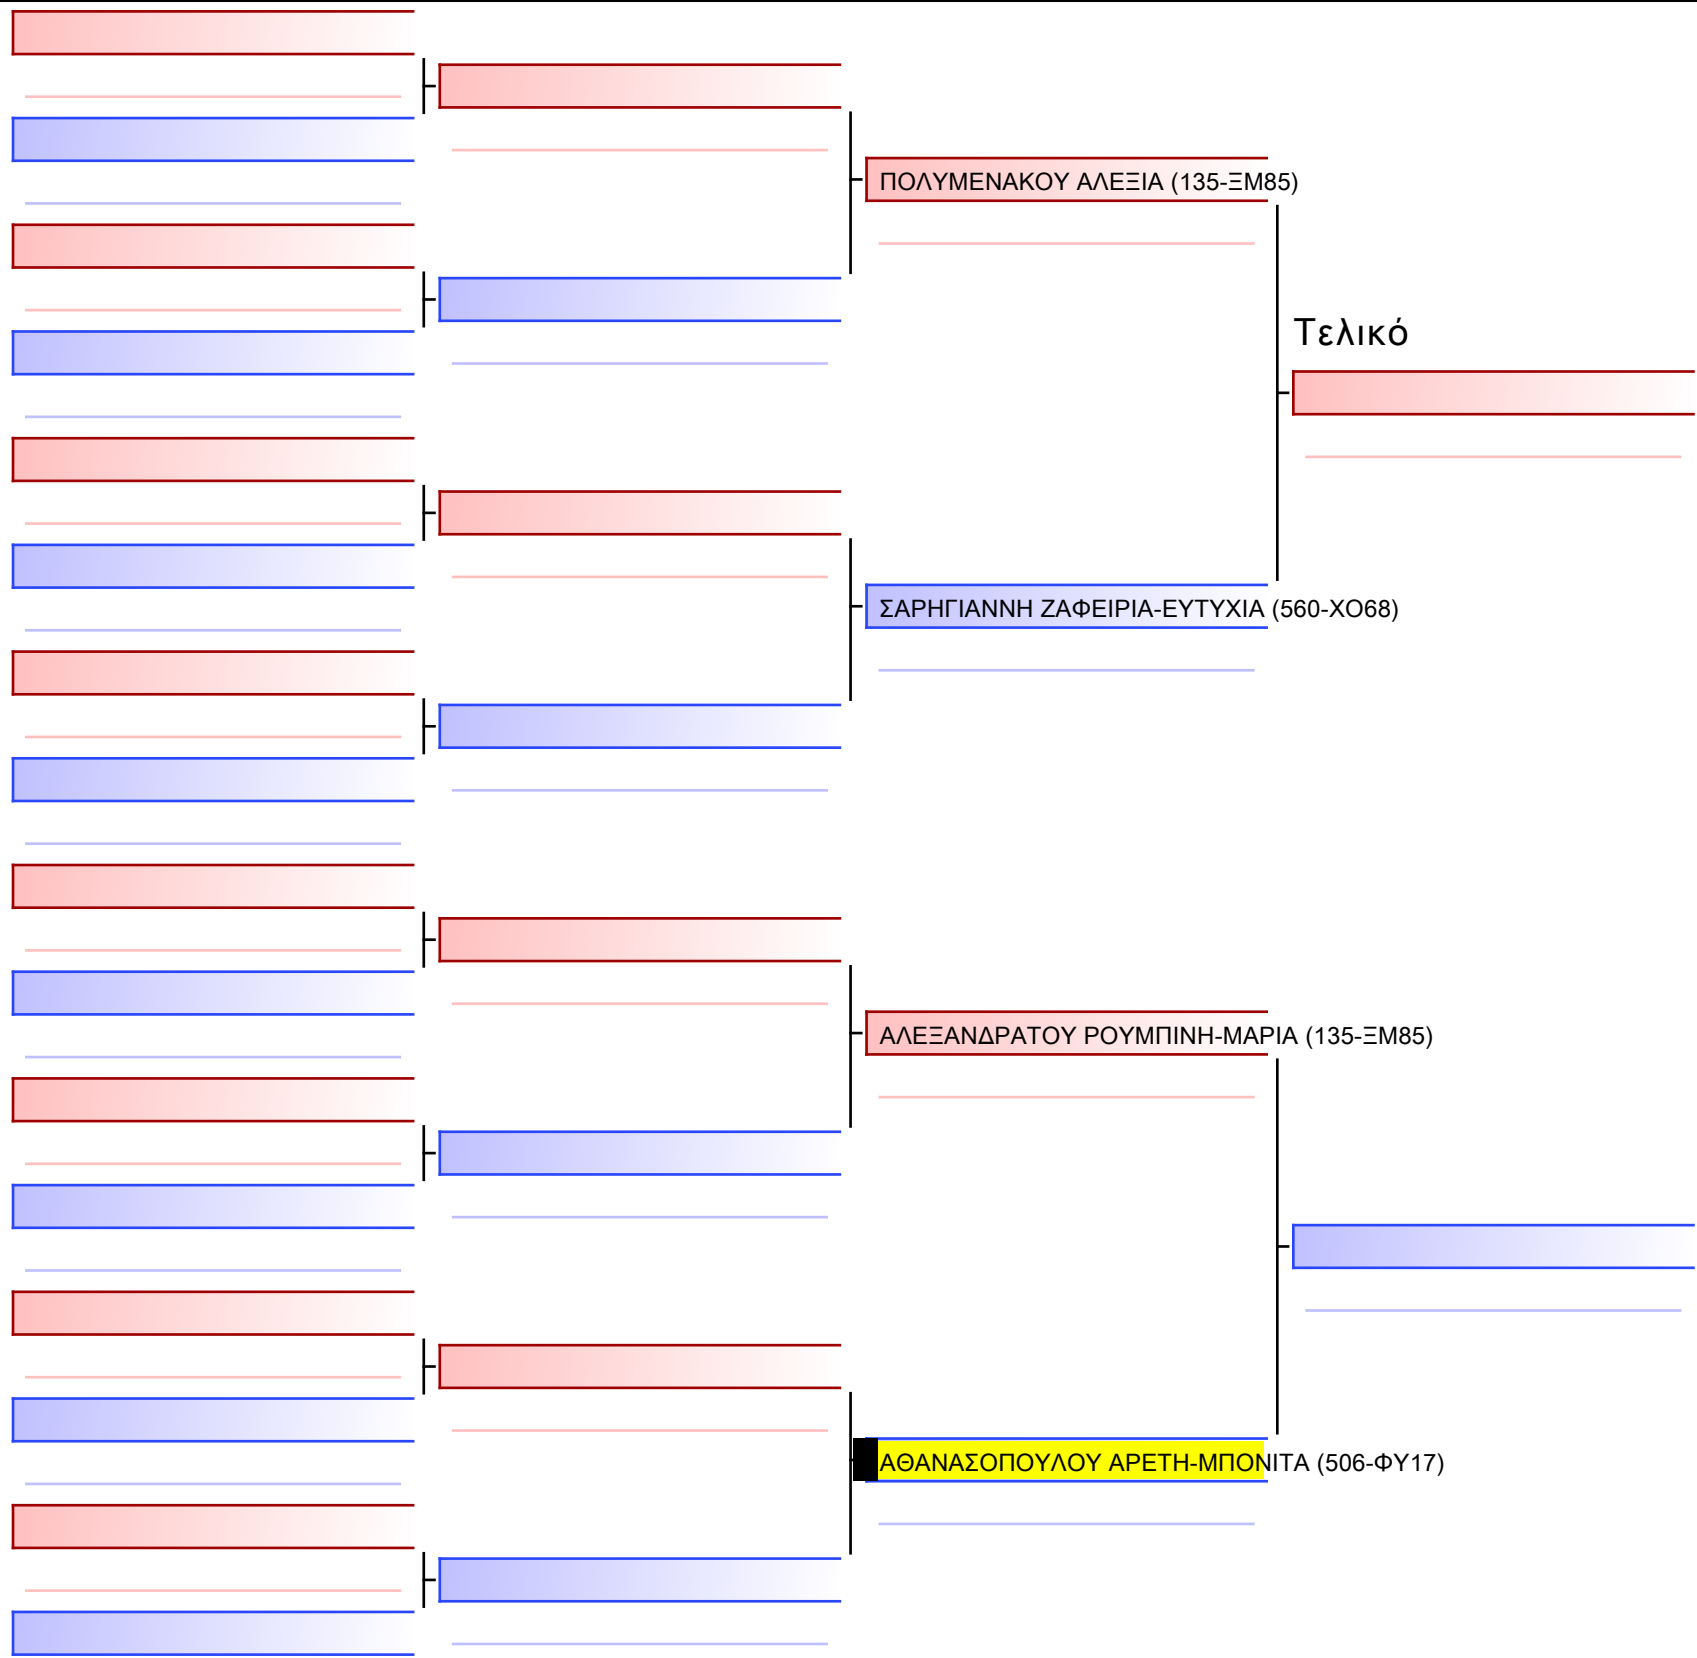 ΠΟΛΥΜΕΝΑΚΟΥ ΑΛΕΞΙΑ (135-ΞΜ85)
Τελικό
ΣΑΡΗΓΙΑΝΝΗ ΖΑΦΕΙΡΙΑ-ΕΥΤΥΧΙΑ (560-ΧΟ68)
ΑΛΕΞΑΝΔΡΑΤΟΥ ΡΟΥΜΠΙΝΗ-ΜΑΡΙΑ (135-ΞΜ85)
ΑΘΑΝΑΣΟΠΟΥΛΟΥ ΑΡΕΤΗ-ΜΠΟΝΙΤΑ (506-ΦΥ17)